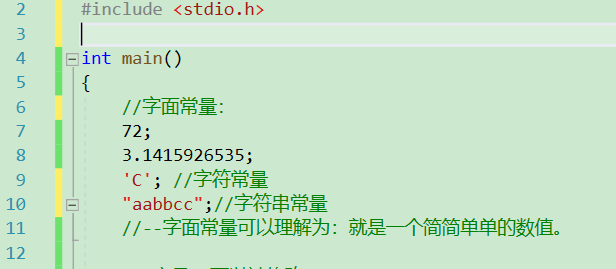 2 #include <stdio.h>
3
4 int main()
5 {
6 //字面常量：
7 72;
8 3.1415926535;
9 'C'; //字符常量
10 "aabbcc";//字符串常量
11 //--字面常量可以理解为：就是一个简简单单的数值。
12